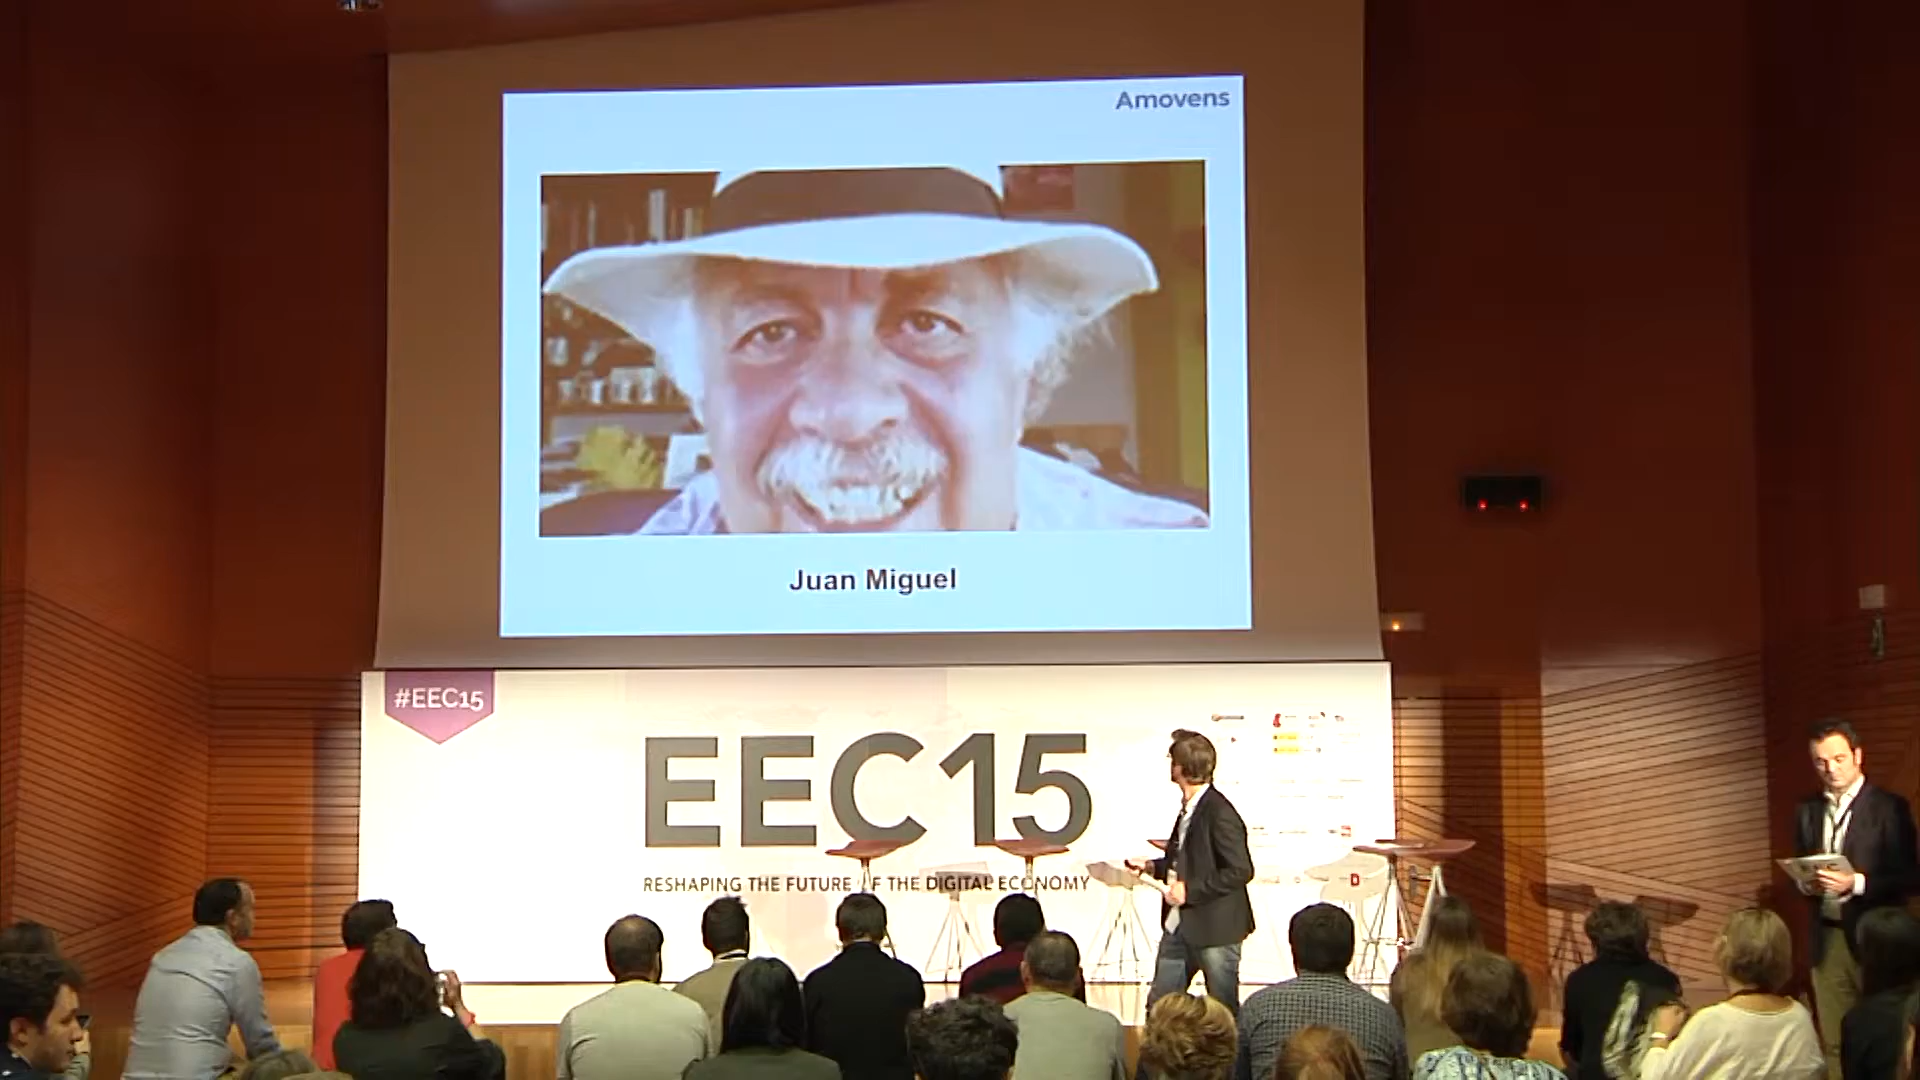 Amovens
Juan Miguel
#EEC15
EEC15
RESHAPING THE FUTURE OF THE DIGITAL ECONOMY
D